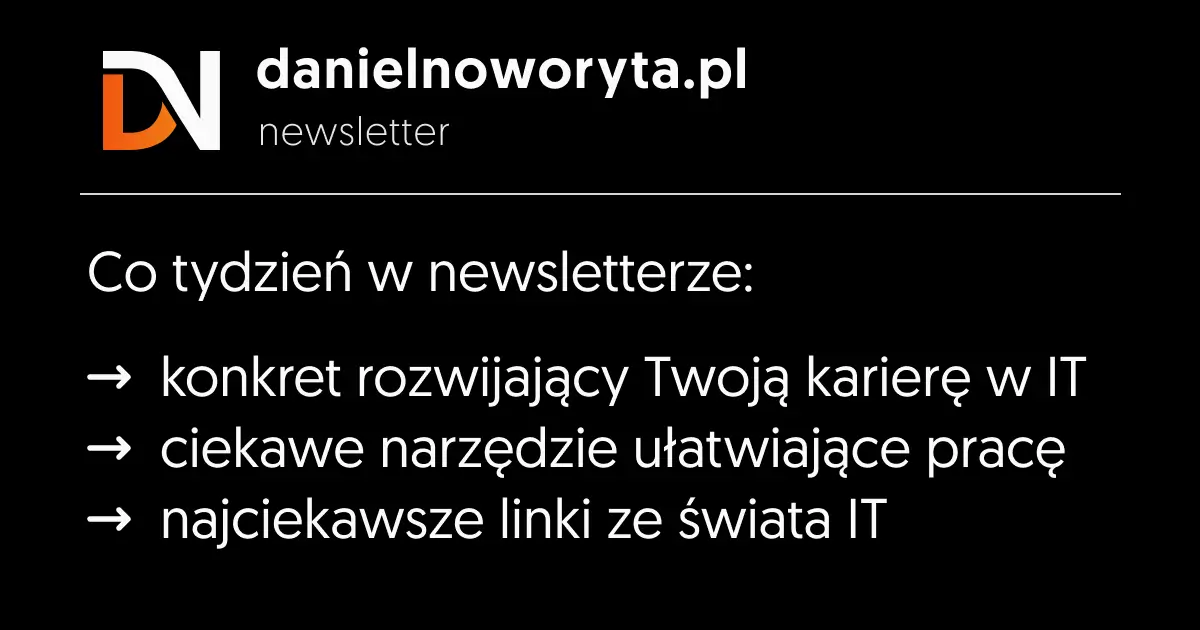 DN
danielnoworyta.pl
newsletter
Co tydzień w newsletterze:
→ konkret rozwijający Twoją karierę w IT
→ ciekawe narzędzie ułatwiające pracę
→ najciekawsze linki ze świata IT